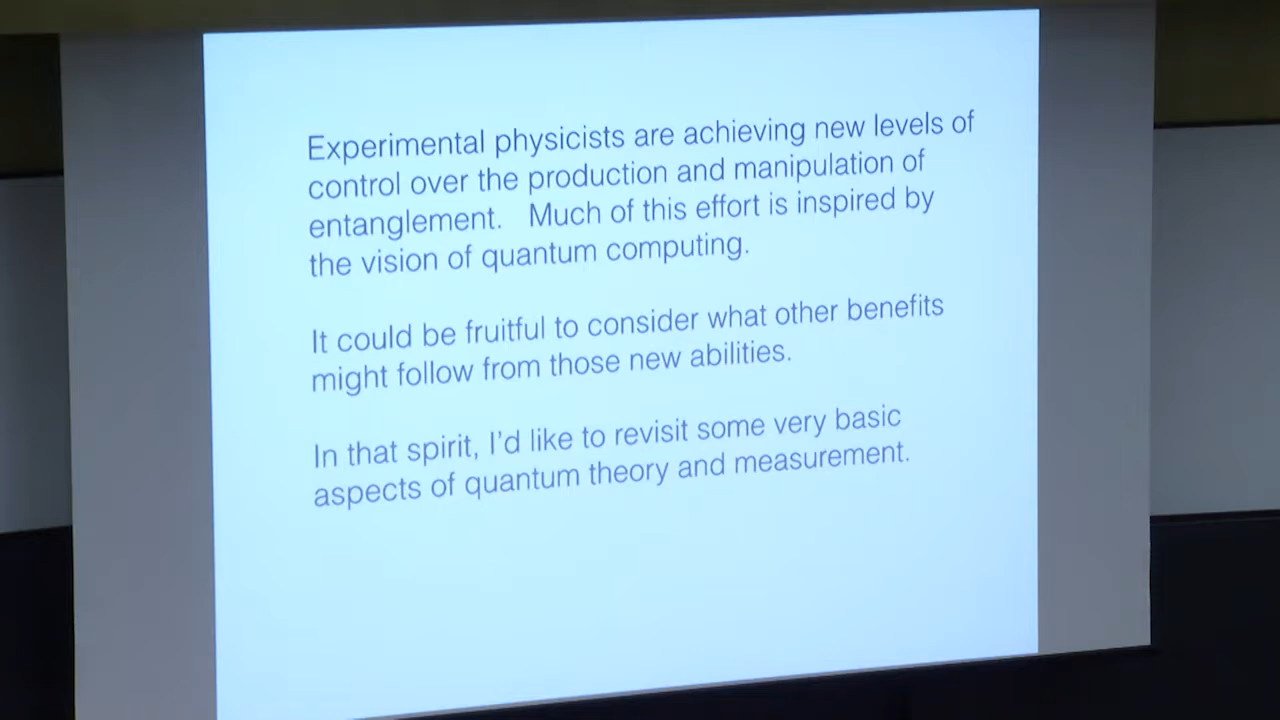 Experimental physicists are achieving new levels of
control over the production and manipulation of
entanglement. Much of this effort is inspired by
the vision of quantum computing.
It could be fruitful to consider what other benefits
might follow from those new abilities.
In that spirit, I'd like to revisit some very basic
aspects of quantum theory and measurement.